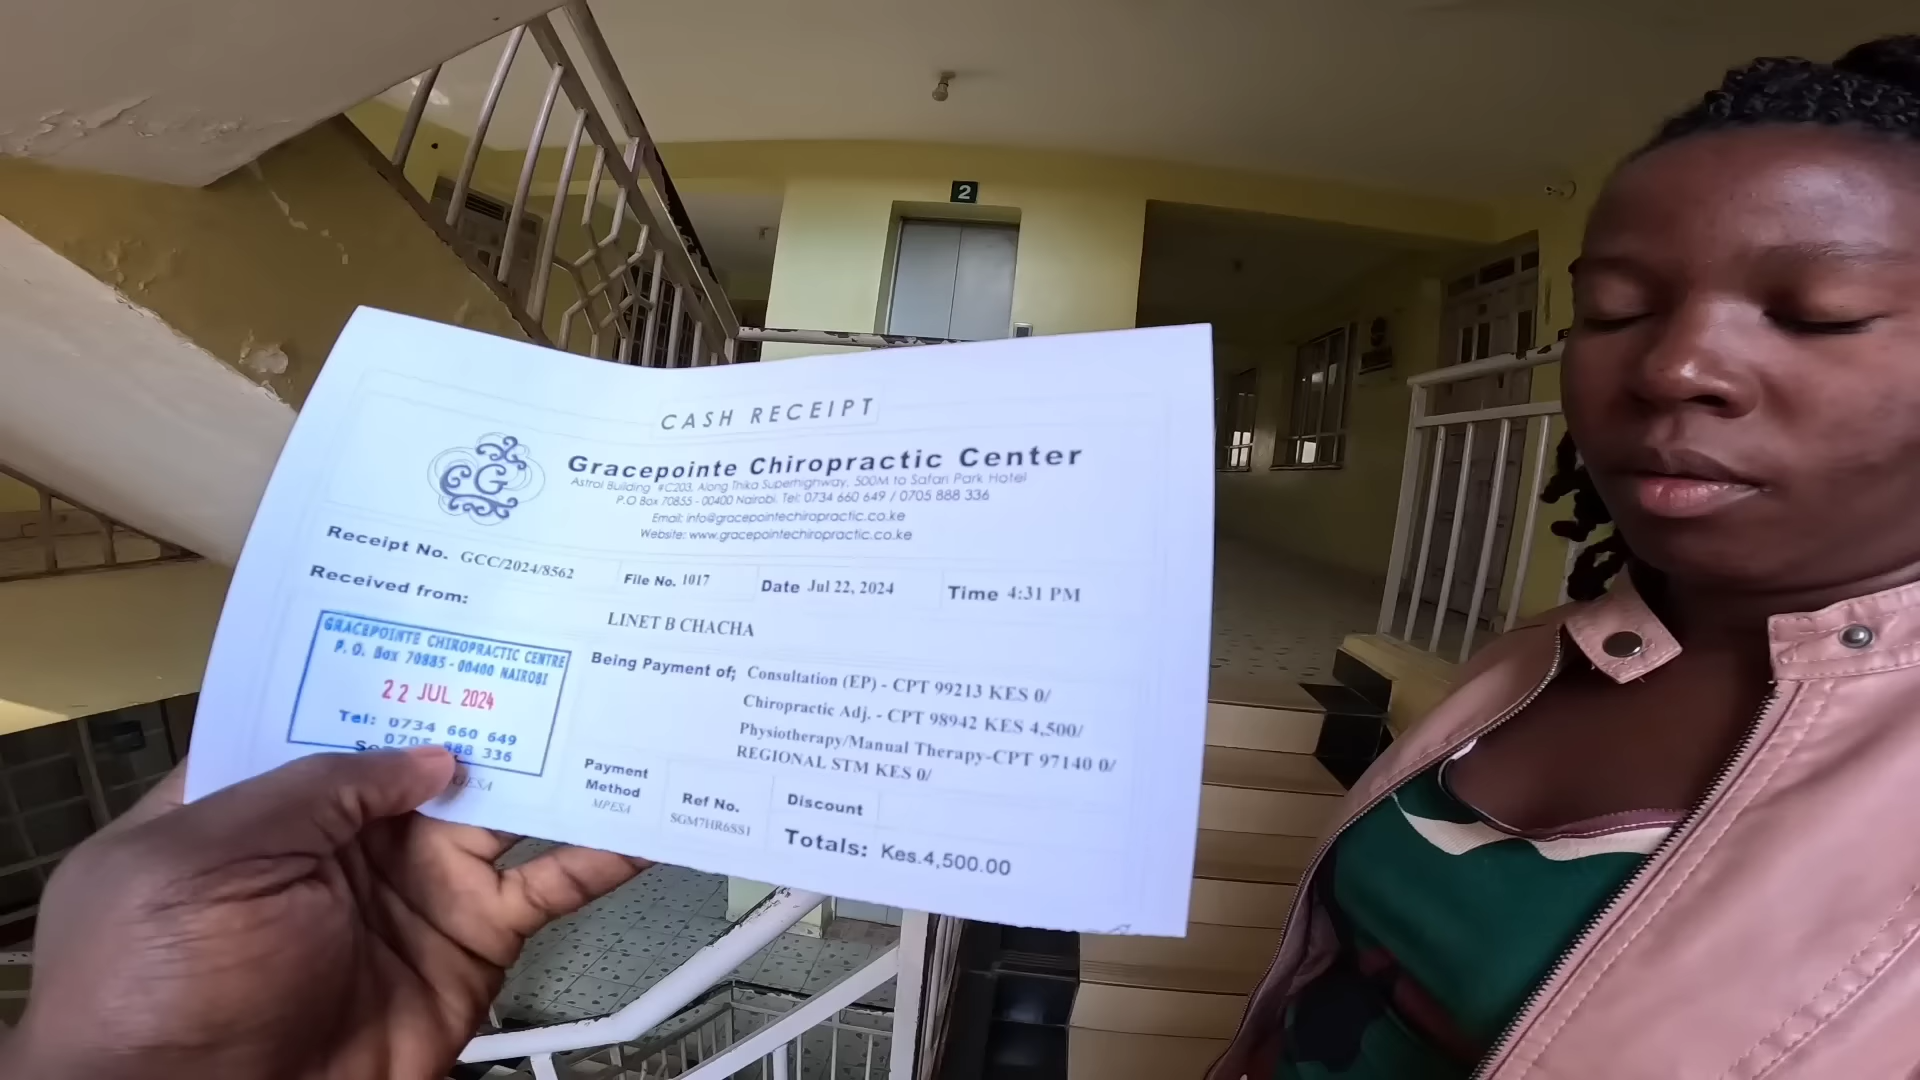 2
CASH RECEIPT
Gracepointe Chiropractic Center
Astrol Building #C203, Along Thika Superhighway, 500M to Safari Park Hotel
P.O Box 70855 - 00400 Nairobi. Tel: 0734 660 649 / 0705 888 336
Email: info@gracepointechiropractic.co.ke
Website: www.gracepointechiropractic.co.ke
Receipt No. GCC/2024/8562
File No. 1017
Date Jul 22, 2024
Time 4:31 PM
Received from:
LINET B CHACHA
GRACEPOINTE CHIROPRACTIC CENTRE
P. O. Box 70885 - 00400 NAIROBI
22 JUL 2024
Tel: 0734 660 649
0705 888 336
Being Payment of; Consultation (EP) - CPT 99213 KES 0/
Chiropractic Adj. - CPT 98942 KES 4,500/
Physiotherapy/Manual Therapy-CPT 97140 0/
REGIONAL STM KES 0/
Payment
Method
MPESA
Ref No.
SGM7HR6SS1
Discount
Totals: Kes.4,500.00